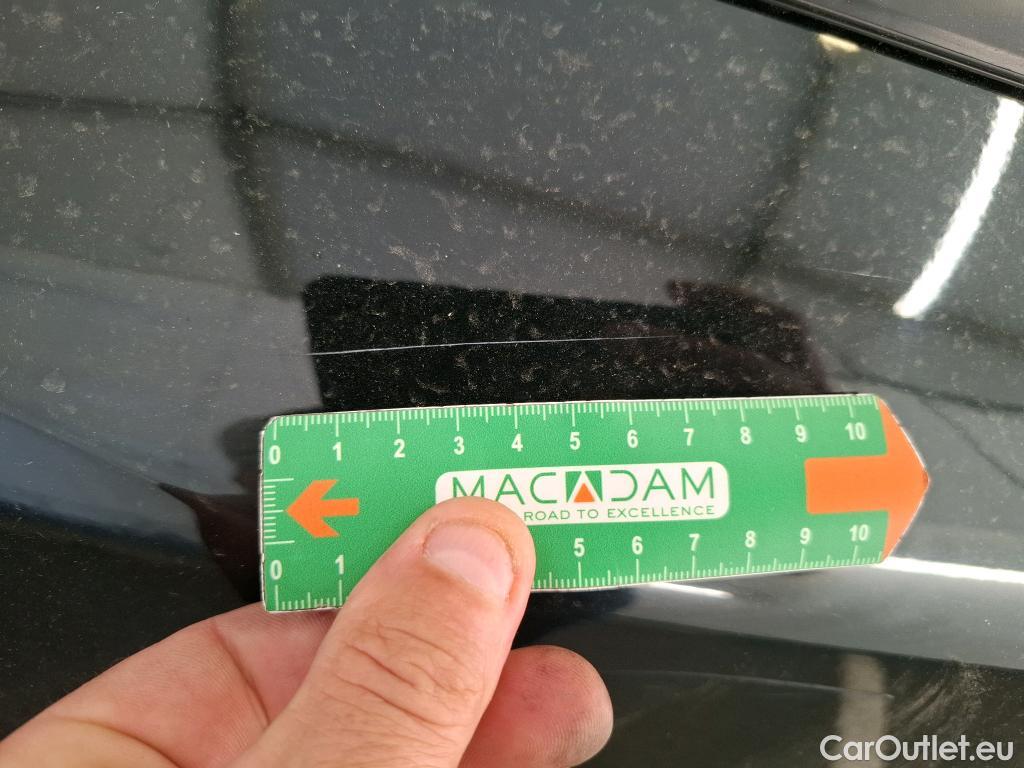 0 1 2 3 4 5 6 7 8 9 10
MACADAM
ROAD TO EXCELLENCE
0 1 5 6 7 8 9 10
CarOutlet.eu